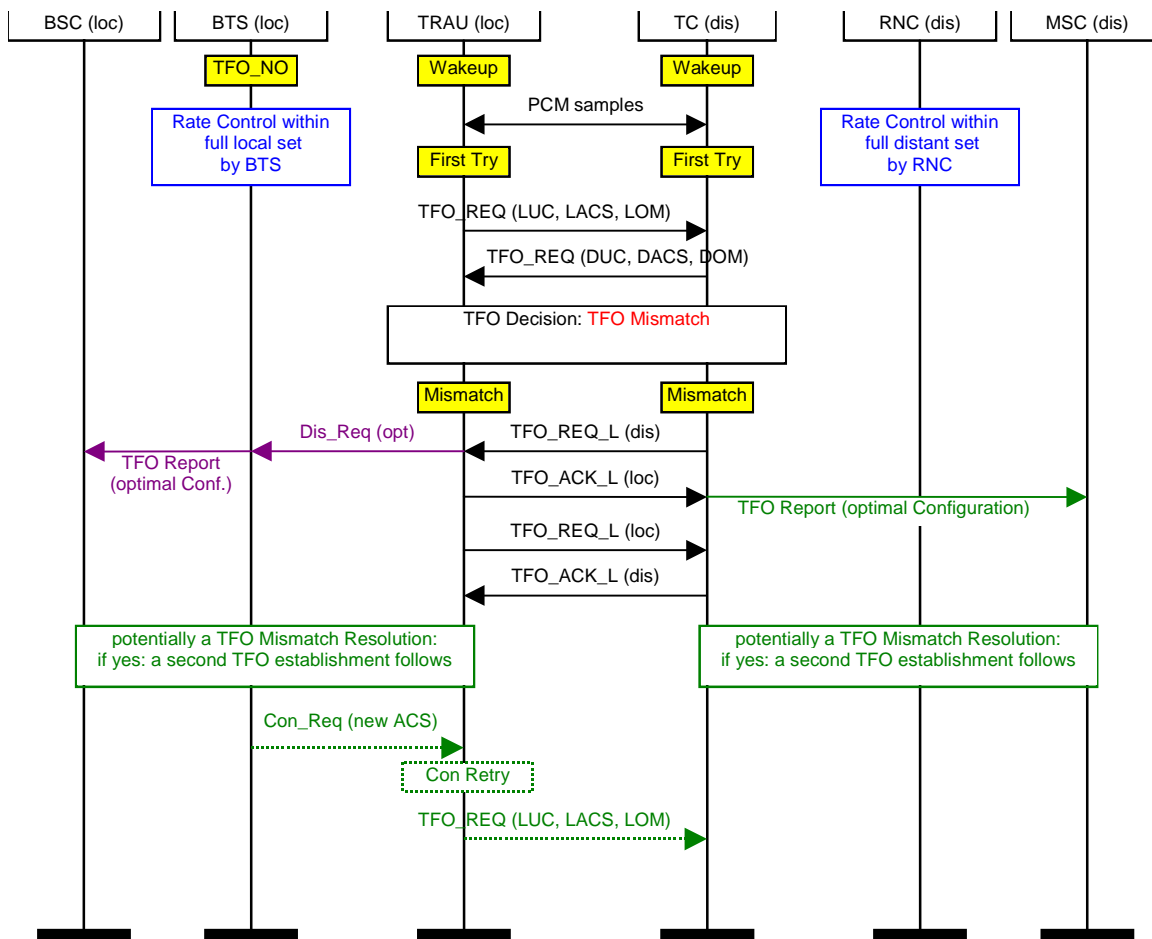 BSC (loc)
BTS (loc)
TRAU (loc)
TC (dis)
RNC (dis)
MSC (dis)
TFO_NO
Wakeup
Wakeup
PCM samples
Rate Control within
full local set
by BTS
Rate Control within
full distant set
by RNC
First Try
First Try
TFO_REQ (LUC, LACS, LOM)
TFO_REQ (DUC, DACS, DOM)
TFO Decision: TFO Mismatch
Mismatch
Mismatch
Dis_Req (opt)
TFO_REQ_L (dis)
TFO Report
(optimal Conf.)
TFO_ACK_L (loc)
TFO Report (optimal Configuration)
TFO_REQ_L (loc)
TFO_ACK_L (dis)
potentially a TFO Mismatch Resolution:
if yes: a second TFO establishment follows
potentially a TFO Mismatch Resolution:
if yes: a second TFO establishment follows
Con_Req (new ACS)
Con Retry
TFO_REQ (LUC, LACS, LOM)